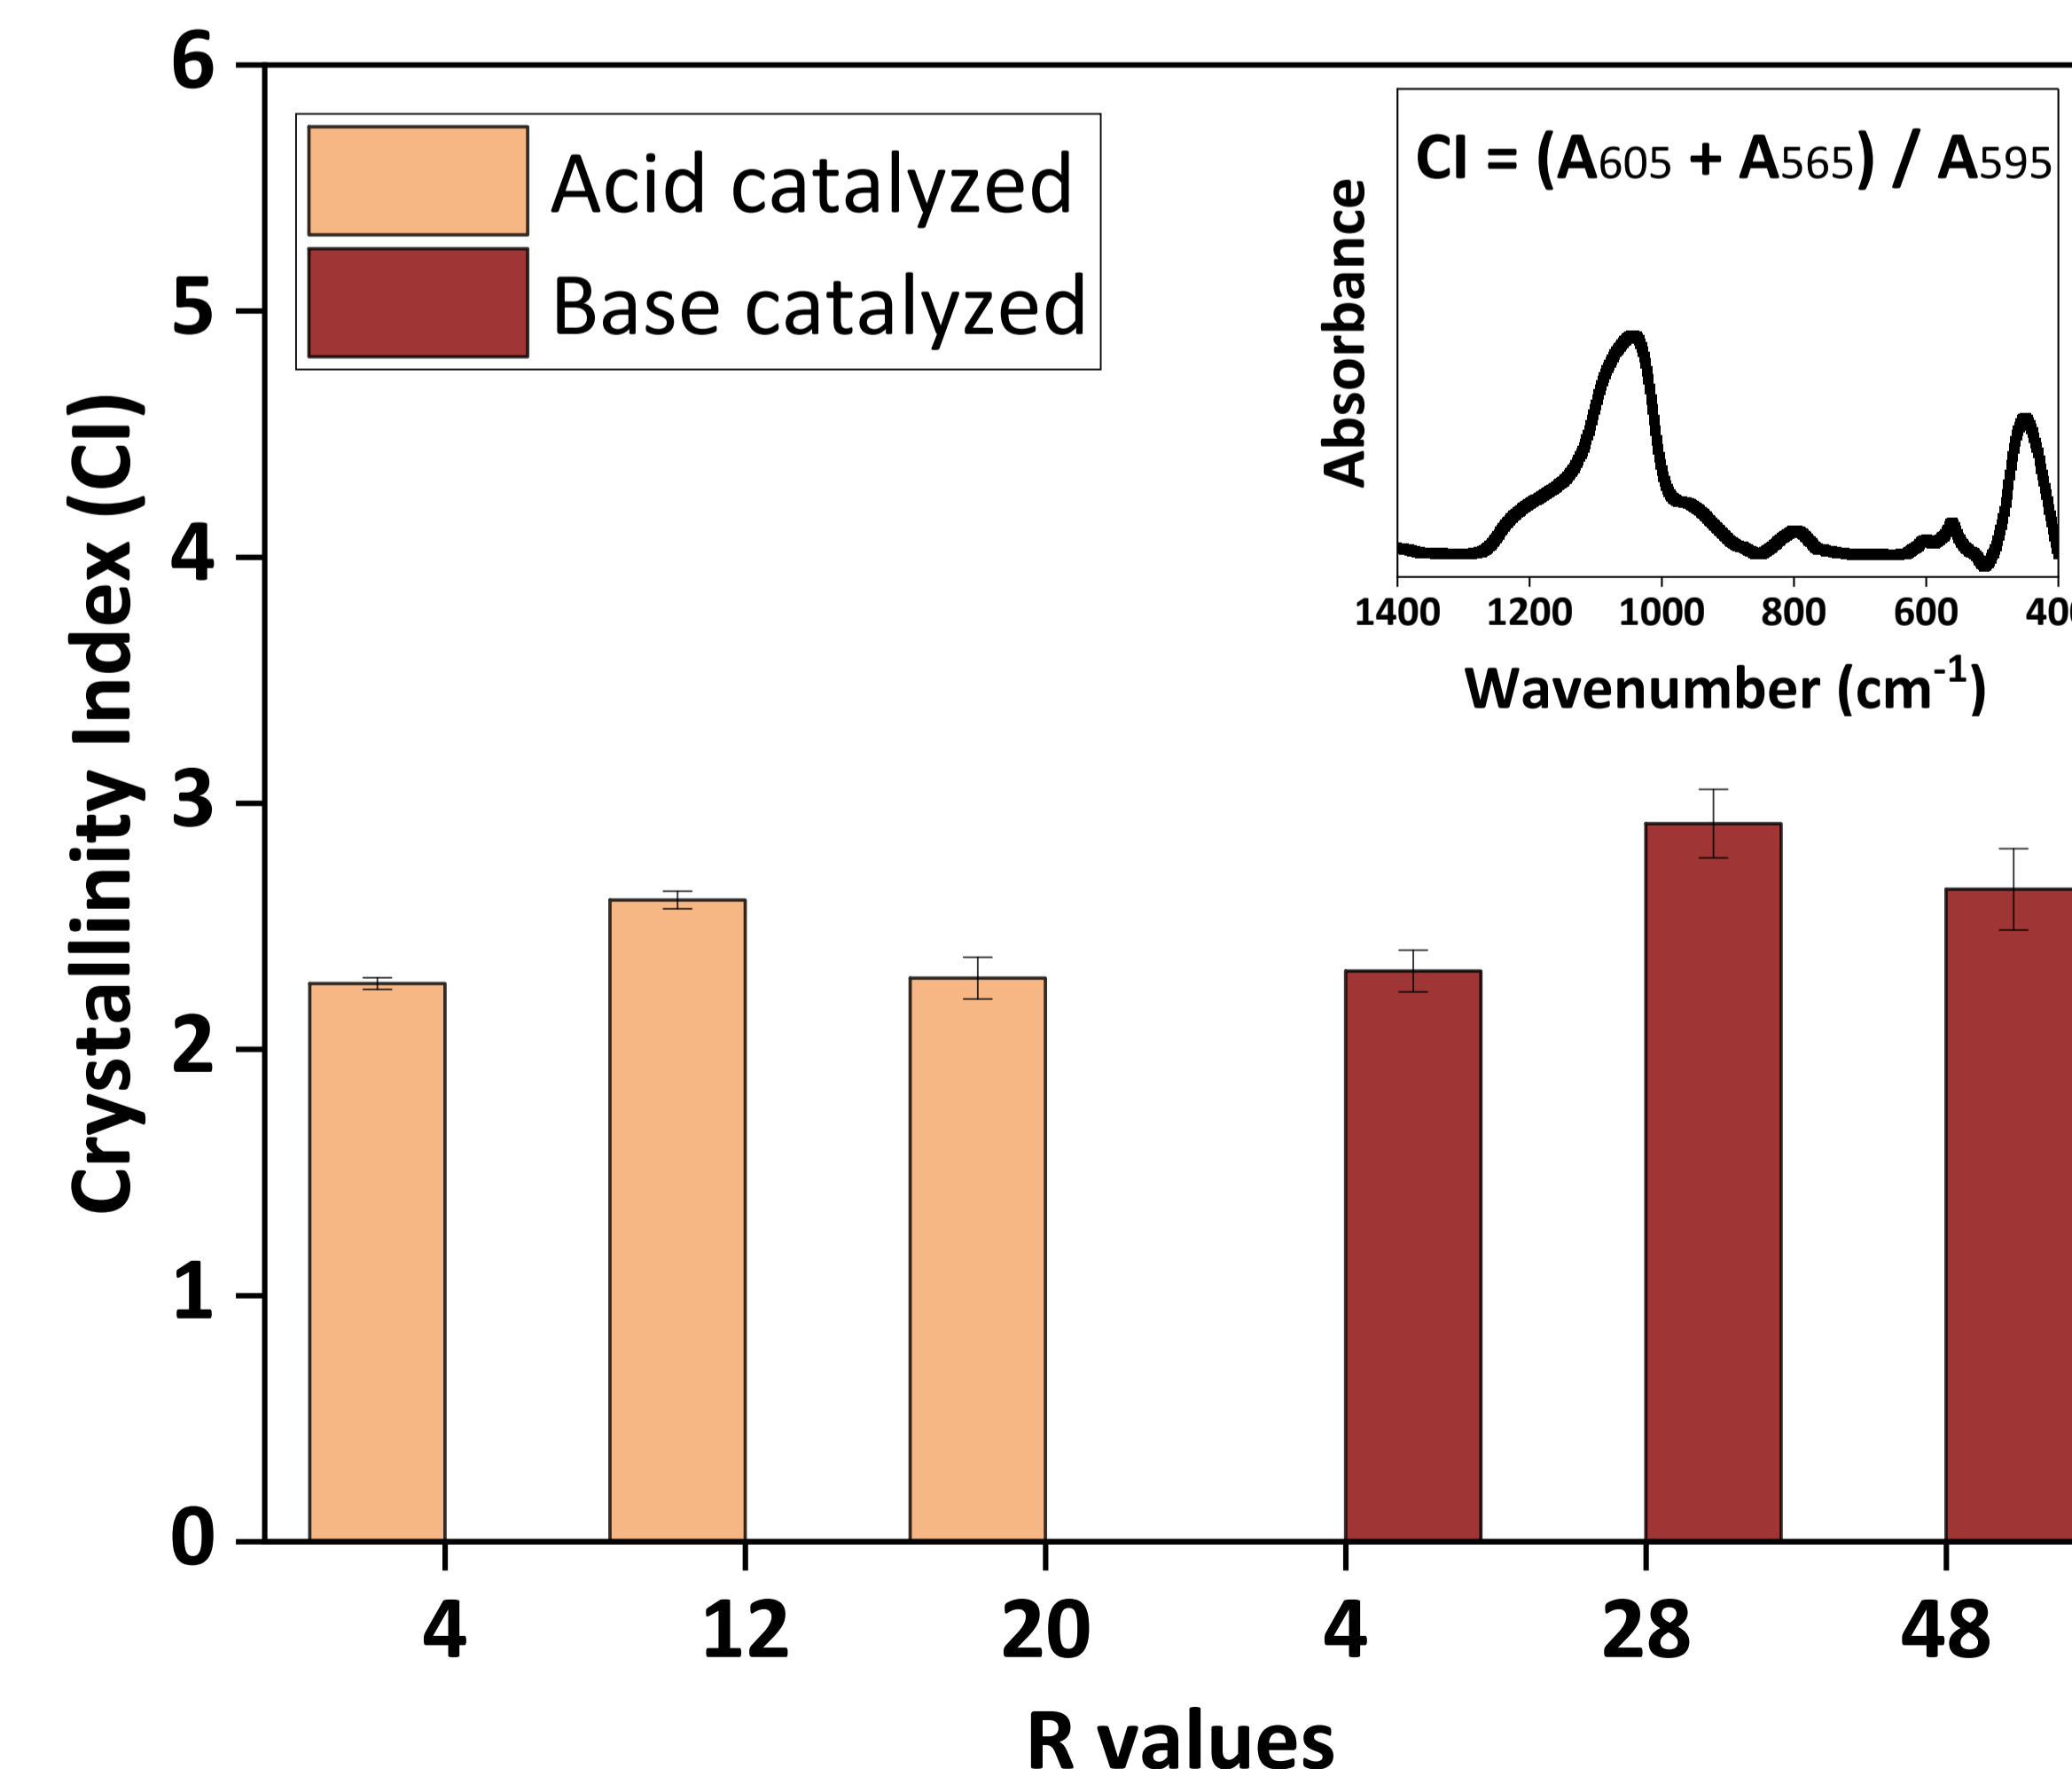 Crystallinity Index (CI)
6
5
4
3
2
1
0
Acid catalyzed
Base catalyzed
CI = (A605 + A565) / A595
Absorbance
1400 1200 1000 800 600 400
Wavenumber (cm⁻¹)
4 12 20 4 28 48
R values